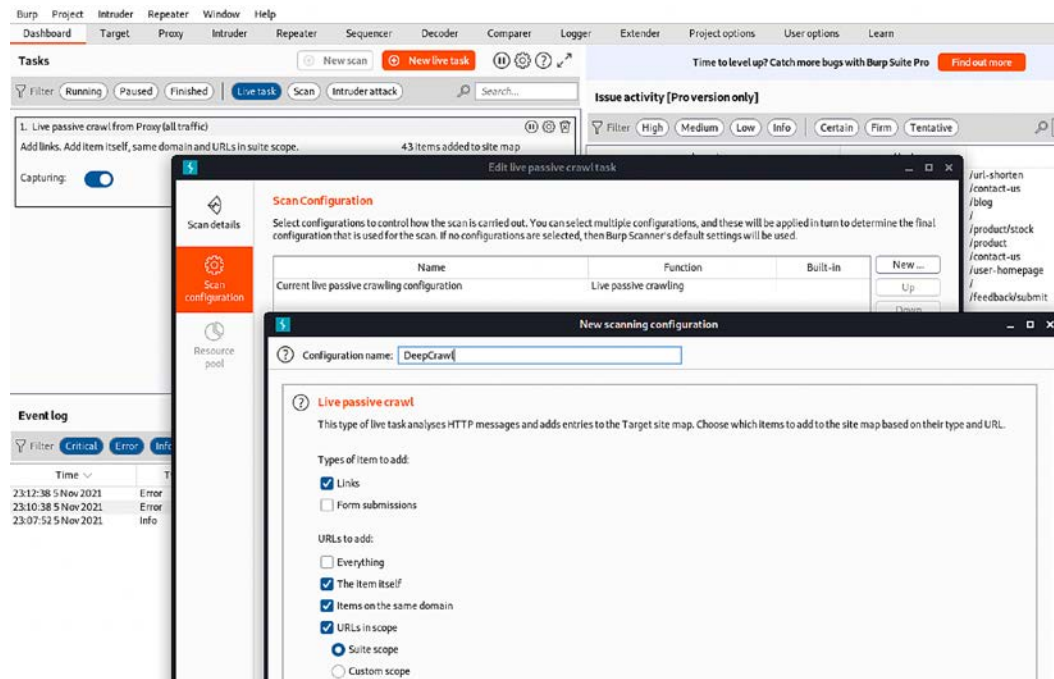 Burp Project Intruder Repeater Window Help
Dashboard Target Proxy Intruder Repeater Sequencer Decoder Comparer Logger Extender Project options User options Learn
Tasks
New scan
New live task
Filter Running Paused Finished Live task Scan Intruder attack Search...
1. Live passive crawl from Proxy (all traffic)
Add links. Add item itself, same domain and URLs in suite scope.
43 items added to site map
Capturing:
Time to level up? Catch more bugs with Burp Suite Pro
Find out more
Issue activity [Pro version only]
Filter High Medium Low Info Certain Firm Tentative
/url-shorten
/contact-us
/blog
/
/product/stock
/product
/contact-us
/user-homepage
/
/feedback/submit
Event log
Filter Critical Error
Time
23:12:38 5 Nov 2021 Error
23:10:38 5 Nov 2021 Error
23:07:52 5 Nov 2021 Info
Edit live passive crawl task
Scan details
Scan
configuration
Resource
pool
Scan Configuration
Select configurations to control how the scan is carried out. You can select multiple configurations, and these will be applied in turn to determine the final
configuration that is used for the scan. If no configurations are selected, then Burp Scanner's default settings will be used.
Name Function Built-in
Current live passive crawling configuration Live passive crawling
New ...
Up
New scanning configuration
Configuration name: DeepCrawl
Live passive crawl
This type of live task analyses HTTP messages and adds entries to the Target site map. Choose which items to add to the site map based on their type and URL.
Types of item to add:
Links
Form submissions
URLs to add:
Everything
The item itself
Items on the same domain
URLs in scope
Suite scope
Custom scope